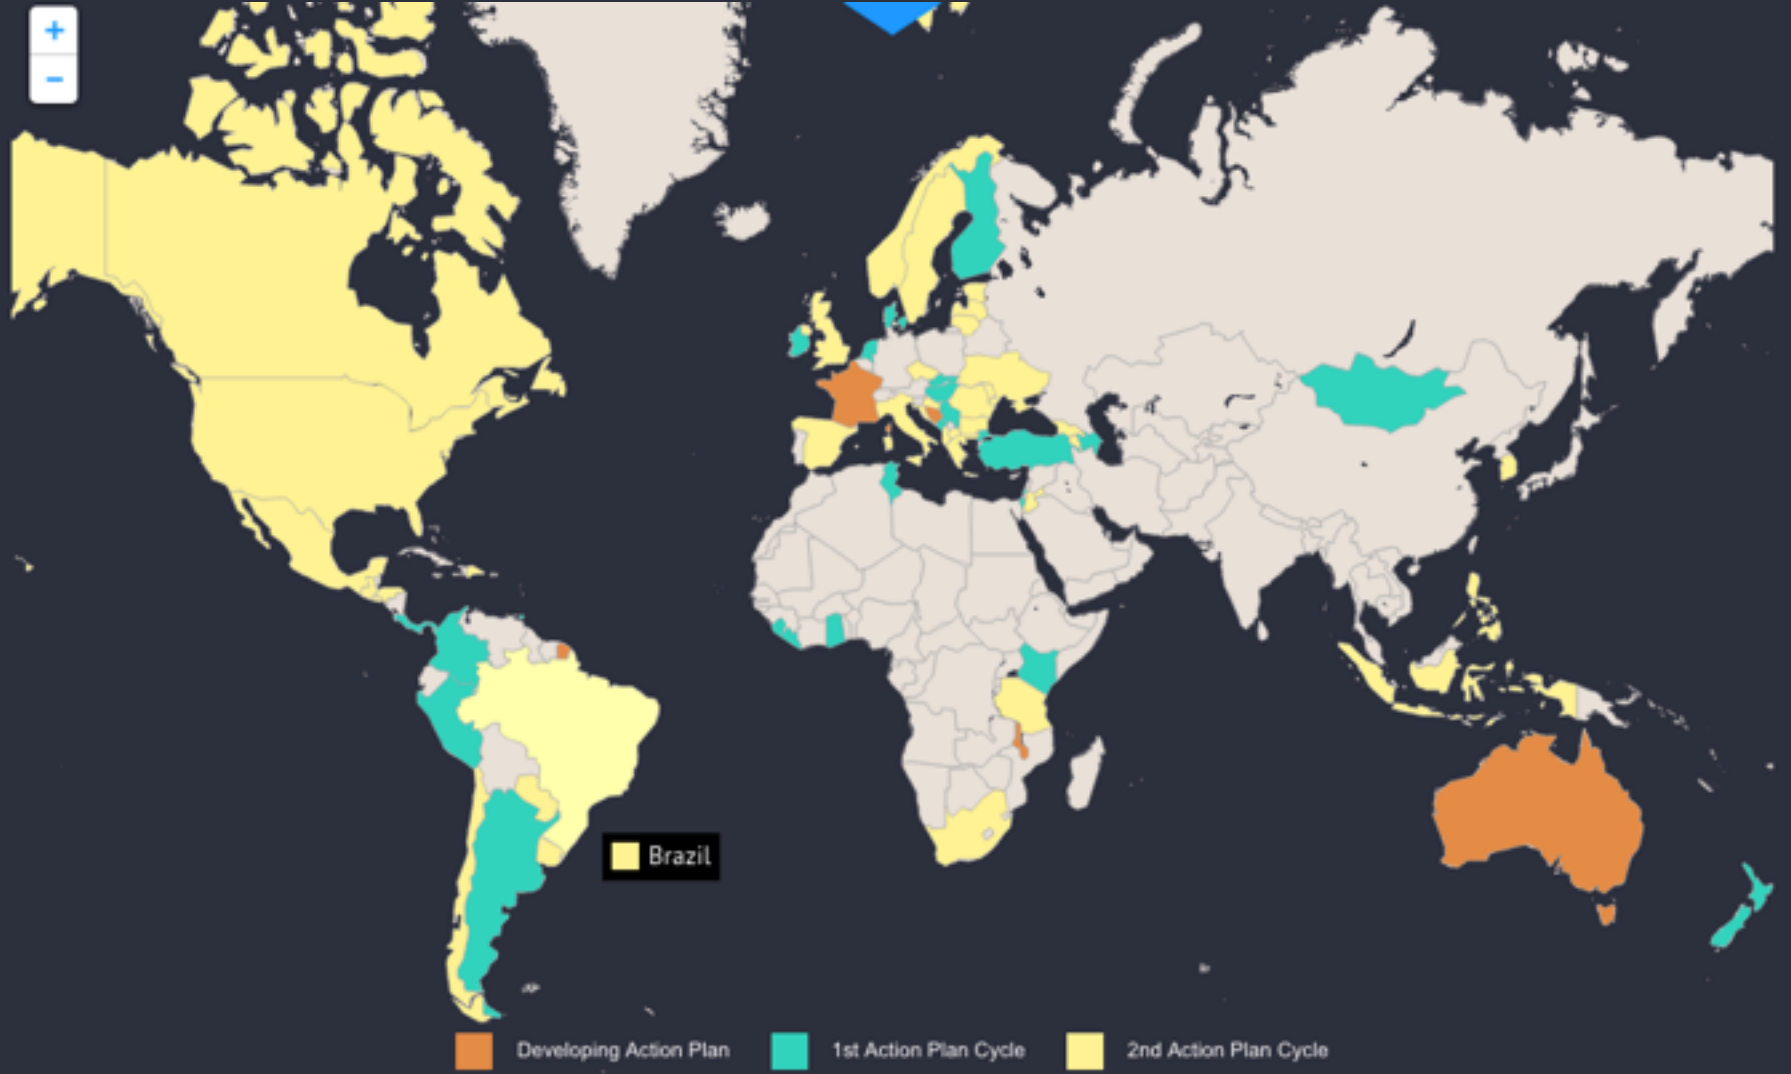 +
−
Brazil
Developing Action Plan
1st Action Plan Cycle
2nd Action Plan Cycle